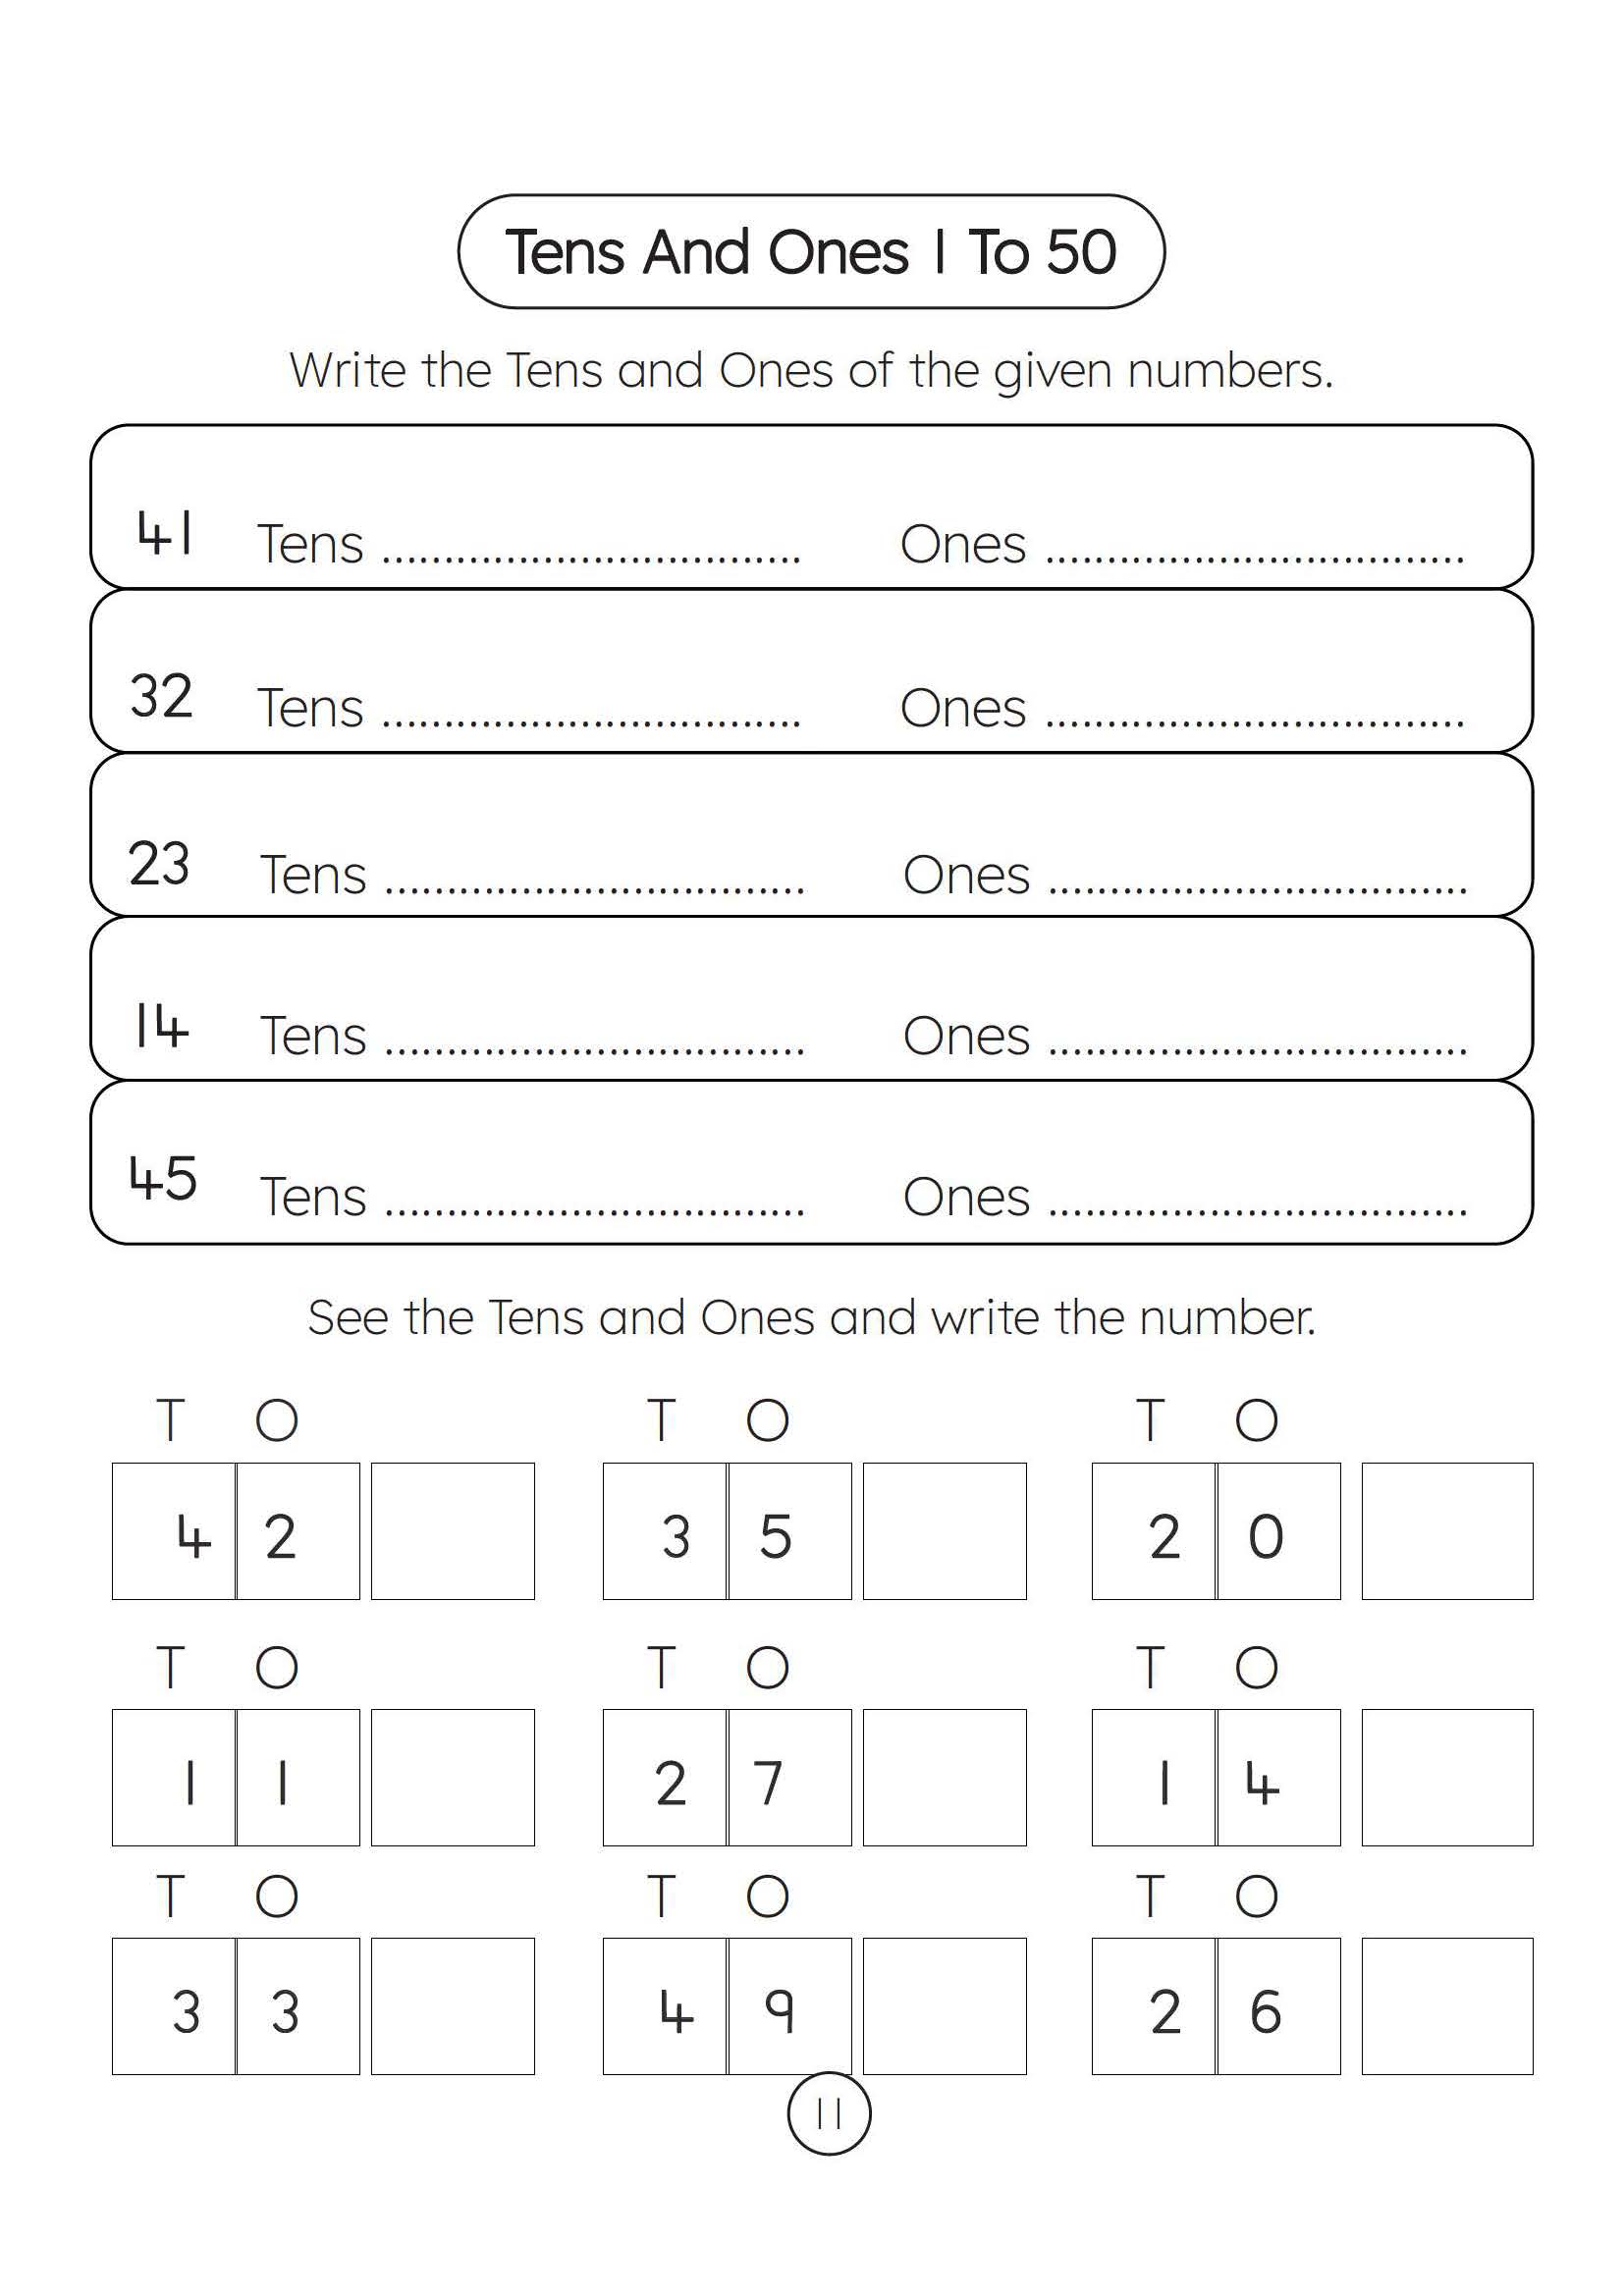 Tens And Ones 1 To 50
Write the Tens and Ones of the given numbers.
41 Tens .................................. Ones ..................................
32 Tens .................................. Ones ..................................
23 Tens .................................. Ones ..................................
14 Tens .................................. Ones ..................................
45 Tens .................................. Ones ..................................
See the Tens and Ones and write the number.
T O T O T O
4 2 3 5 2 0
T O T O T O
1 1 2 7 1 4
T O T O T O
3 3 4 9 2 6
11